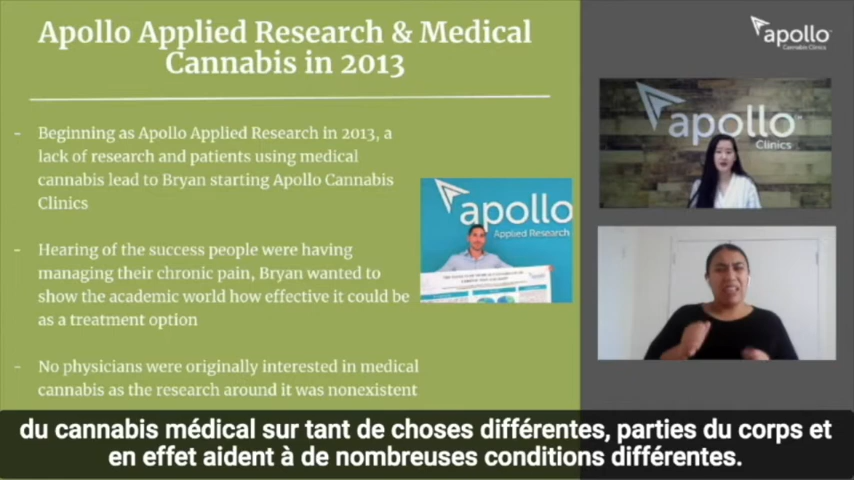 Apollo Applied Research & Medical
Cannabis in 2013
- Beginning as Apollo Applied Research in 2013, a
lack of research and patients using medical
cannabis lead to Bryan starting Apollo Cannabis
Clinics
- Hearing of the success people were having
managing their chronic pain, Bryan wanted to
show the academic world how effective it could be
as a treatment option
- No physicians were originally interested in medical
cannabis as the research around it was nonexistent
apollo
Applied Research
apollo
Cannabis Clinics
apollo
Clinics
du cannabis médical sur tant de choses différentes, parties du corps et
en effet aident à de nombreuses conditions différentes.